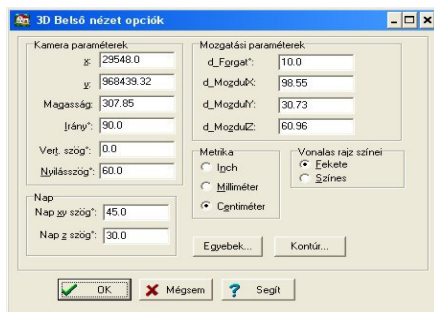 3D Belső nézet opciók
Kamera paraméterek
x: 29548.0
y: 968439.32
Magasság: 307.85
Irány°: 90.0
Vert. szög°: 0.0
Nyílásszög°: 60.0
Nap
Nap xy szög°: 45.0
Nap z szög°: 30.0
Mozgatási paraméterek
d_Forgat°: 10.0
d_MozdulX: 98.55
d_MozdulY: 30.73
d_MozdulZ: 60.96
Metrika
Inch
Milliméter
Centiméter
Vonalas rajz színei
Fekete
Színes
Egyebek... Kontúr...
OK Mégsem Segít